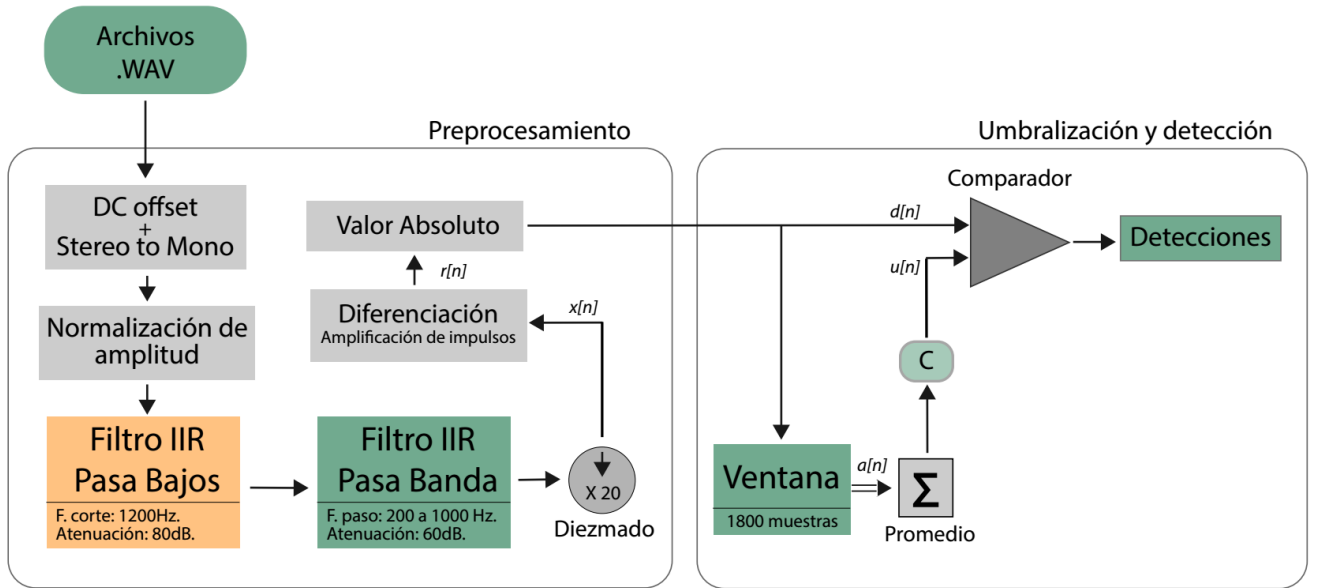 Archivos
.WAV
Preprocesamiento
DC offset
+
Stereo to Mono
Normalización de
amplitud
Filtro IIR
Pasa Bajos
F. corte: 1200Hz.
Atenuación: 80dB.
Filtro IIR
Pasa Banda
F. paso: 200 a 1000 Hz.
Atenuación: 60dB.
X 20
Diezmado
x[n]
Diferenciación
Amplificación de impulsos
r[n]
Valor Absoluto
Umbralización y detección
Comparador
d[n]
u[n]
Detecciones
C
Ventana
1800 muestras
a[n]
Σ
Promedio